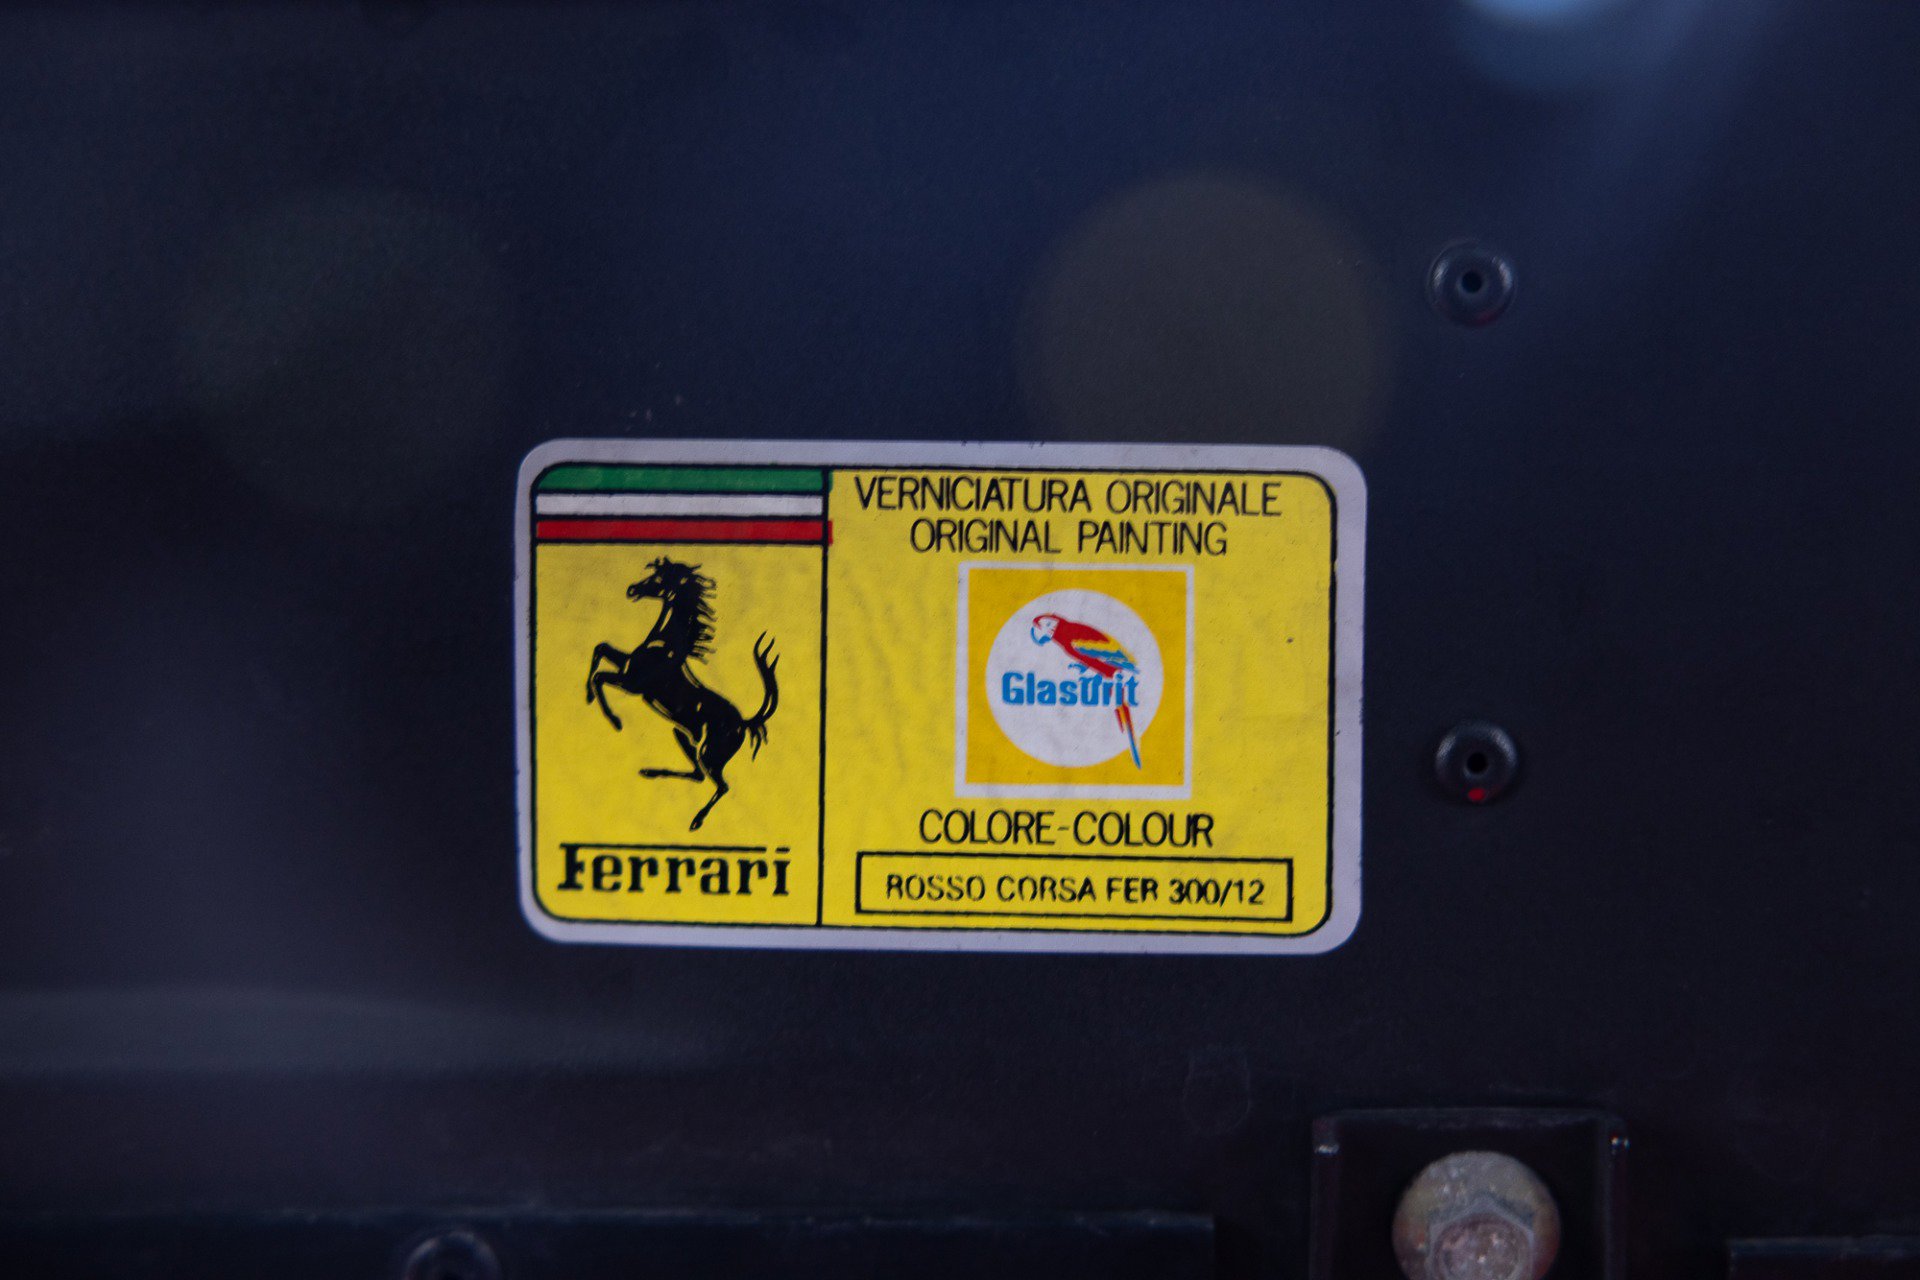 VERNICIATURA ORIGINALE
ORIGINAL PAINTING
Glasurit
COLORE-COLOUR
ROSSO CORSA FER 300/12
Ferrari